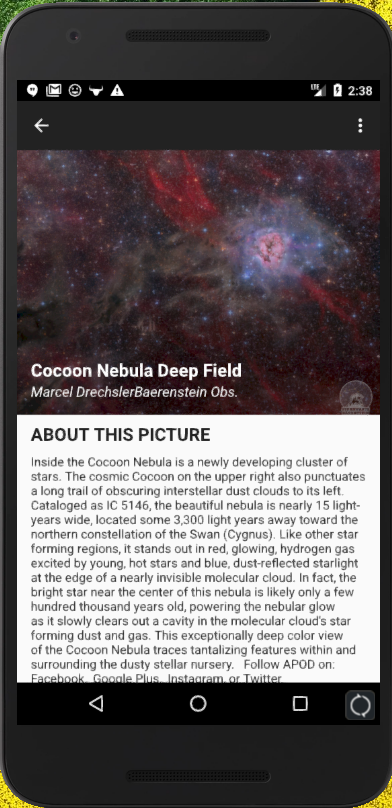 LTE 2:38
Cocoon Nebula Deep Field
Marcel DrechslerBaerenstein Obs.
ABOUT THIS PICTURE
Inside the Cocoon Nebula is a newly developing cluster of
stars. The cosmic Cocoon on the upper right also punctuates
a long trail of obscuring interstellar dust clouds to its left.
Cataloged as IC 5146, the beautiful nebula is nearly 15 light-
years wide, located some 3,300 light years away toward the
northern constellation of the Swan (Cygnus). Like other star
forming regions, it stands out in red, glowing, hydrogen gas
excited by young, hot stars and blue, dust-reflected starlight
at the edge of a nearly invisible molecular cloud. In fact, the
bright star near the center of this nebula is likely only a few
hundred thousand years old, powering the nebular glow
as it slowly clears out a cavity in the molecular cloud's star
forming dust and gas. This exceptionally deep color view
of the Cocoon Nebula traces tantalizing features within and
surrounding the dusty stellar nursery. Follow APOD on:
Facebook, Google Plus, Instagram, or Twitter